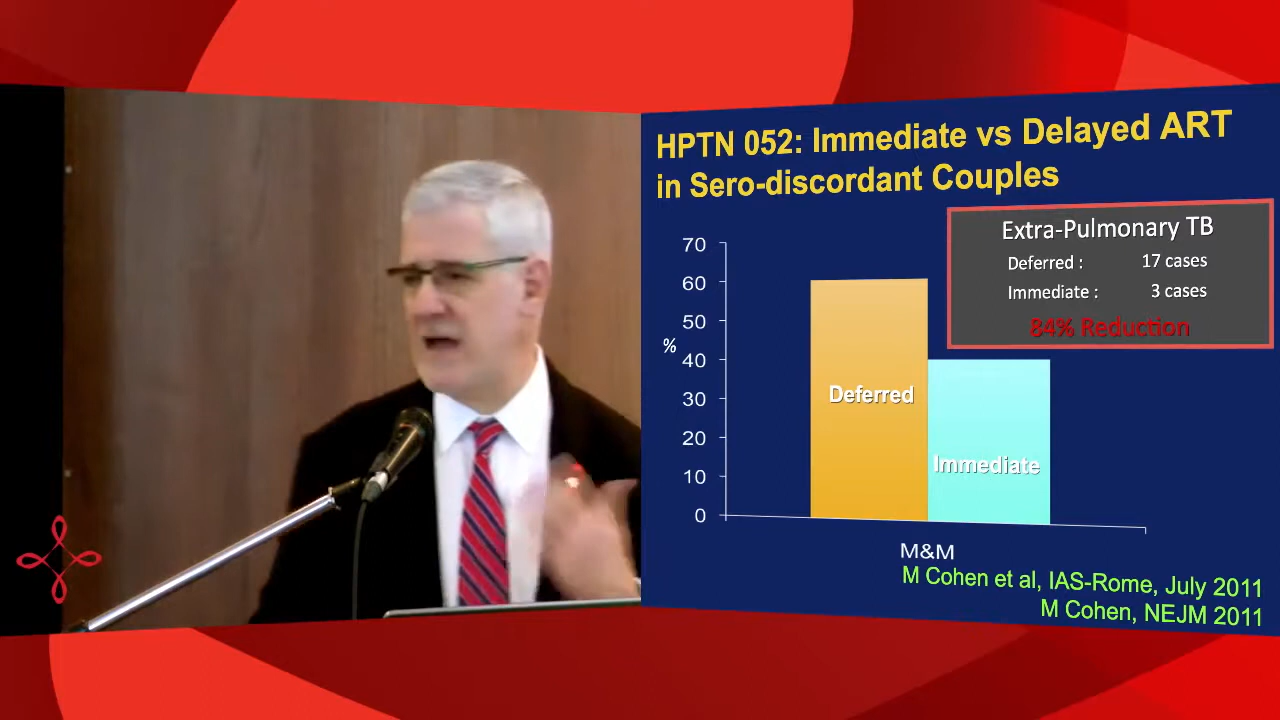 HPTN 052: Immediate vs Delayed ART
in Sero-discordant Couples
Extra-Pulmonary TB
Deferred : 17 cases
Immediate : 3 cases
84% Reduction
70
60
50
%
40
30
20
10
0
Deferred
Immediate
M&M
M Cohen et al, IAS-Rome, July 2011
M Cohen, NEJM 2011